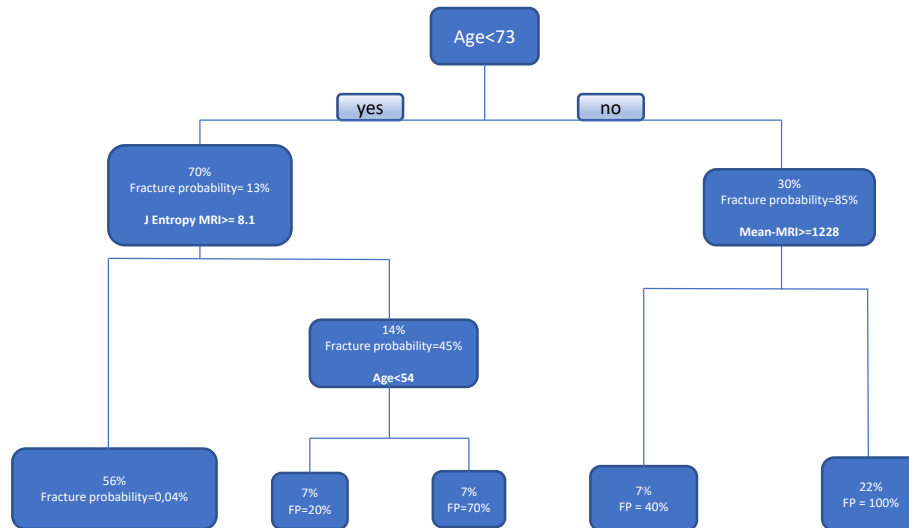 Age<73
yes
no
70%
Fracture probability= 13%
J Entropy MRI>= 8.1
30%
Fracture probability=85%
Mean-MRI>=1228
14%
Fracture probability=45%
Age<54
56%
Fracture probability=0,04%
7%
FP=20%
7%
FP=70%
7%
FP = 40%
22%
FP = 100%